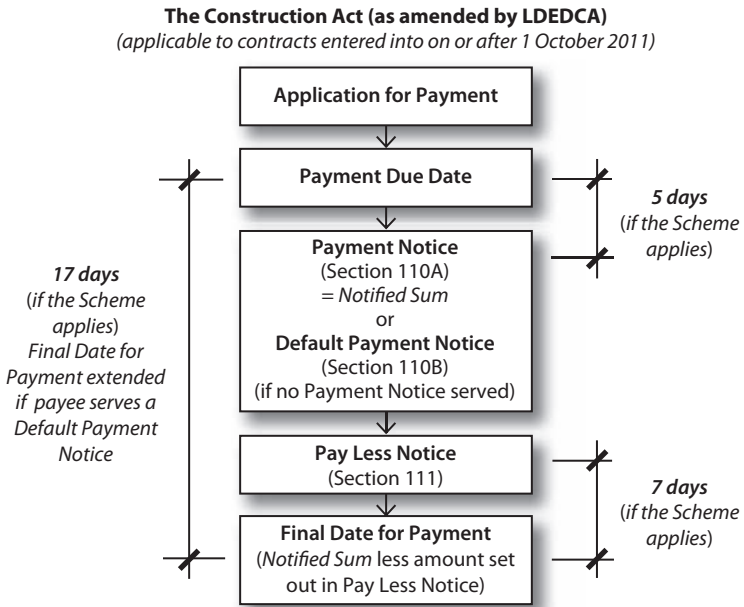 The Construction Act (as amended by LDEDCA)
(applicable to contracts entered into on or after 1 October 2011)
Application for Payment
Payment Due Date
5 days
(if the Scheme
applies)
Payment Notice
(Section 110A)
= Notified Sum
or
Default Payment Notice
(Section 110B)
(if no Payment Notice served)
17 days
(if the Scheme
applies)
Final Date for
Payment extended
if payee serves a
Default Payment
Notice
Pay Less Notice
(Section 111)
7 days
(if the Scheme
applies)
Final Date for Payment
(Notified Sum less amount set
out in Pay Less Notice)